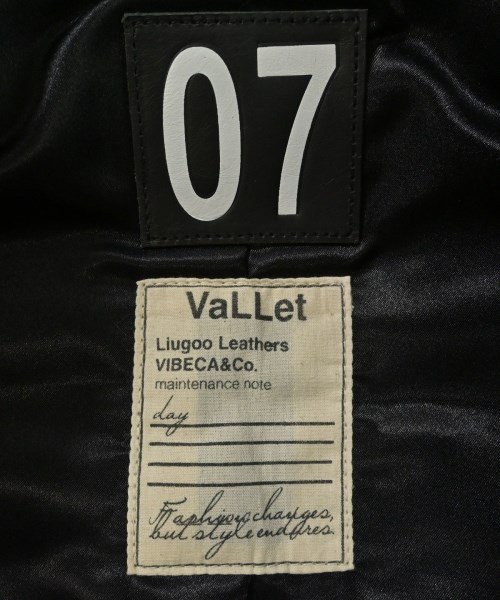 07
VaLLet
Liugoo Leathers
VIBECA&Co.
maintenance note
day
Fashion changes,
but style endures.